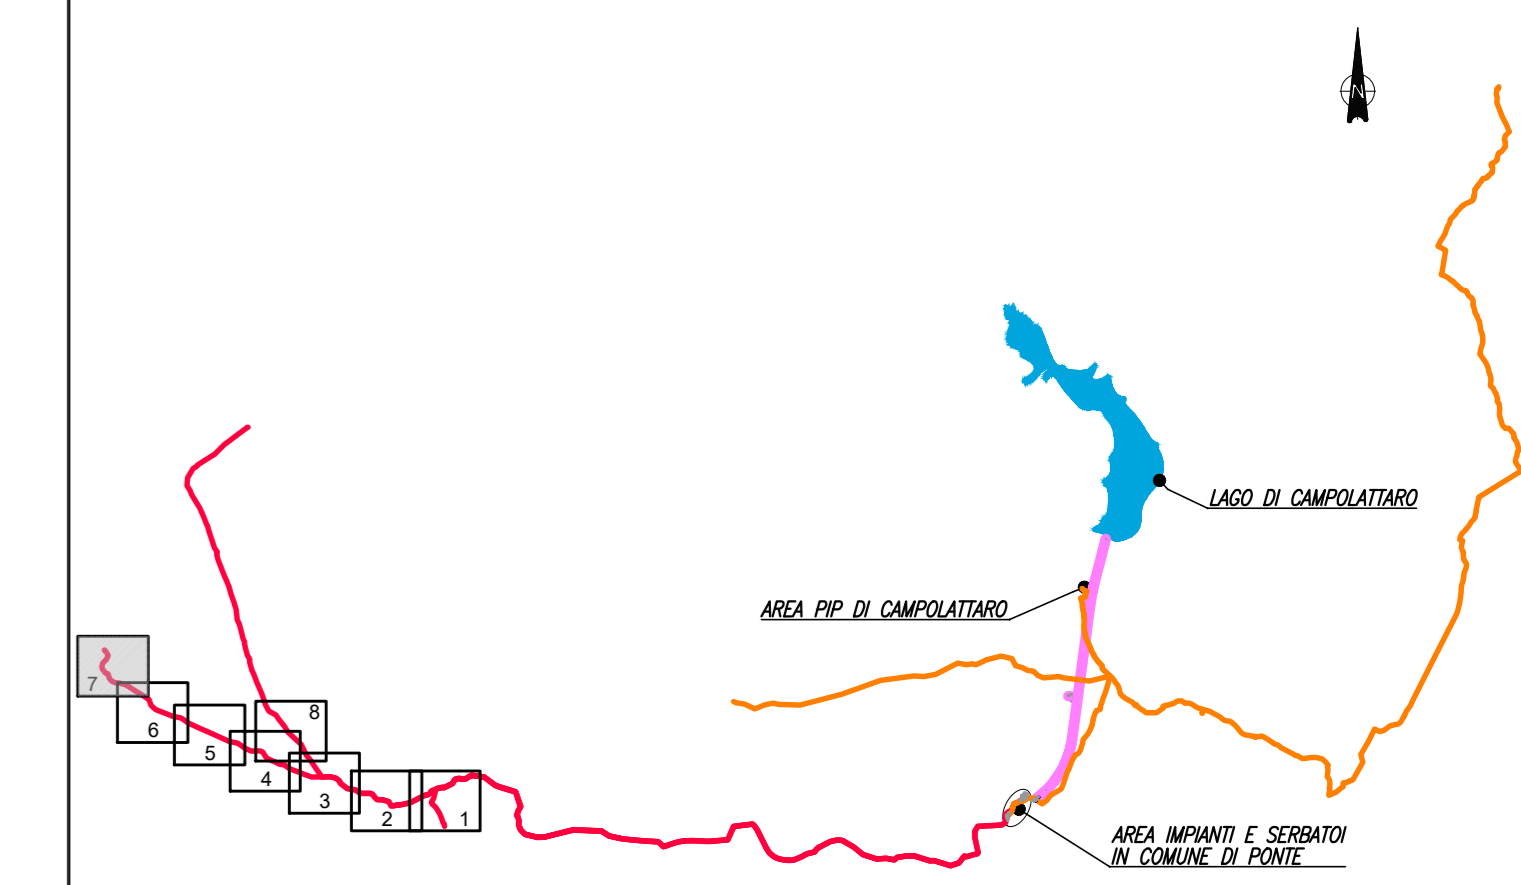 N
LAGO DI CAMPOLATTARO
AREA PIP DI CAMPOLATTARO
7
6
5
8
4
3
2
1
AREA IMPIANTI E SERBATOI
IN COMUNE DI PONTE